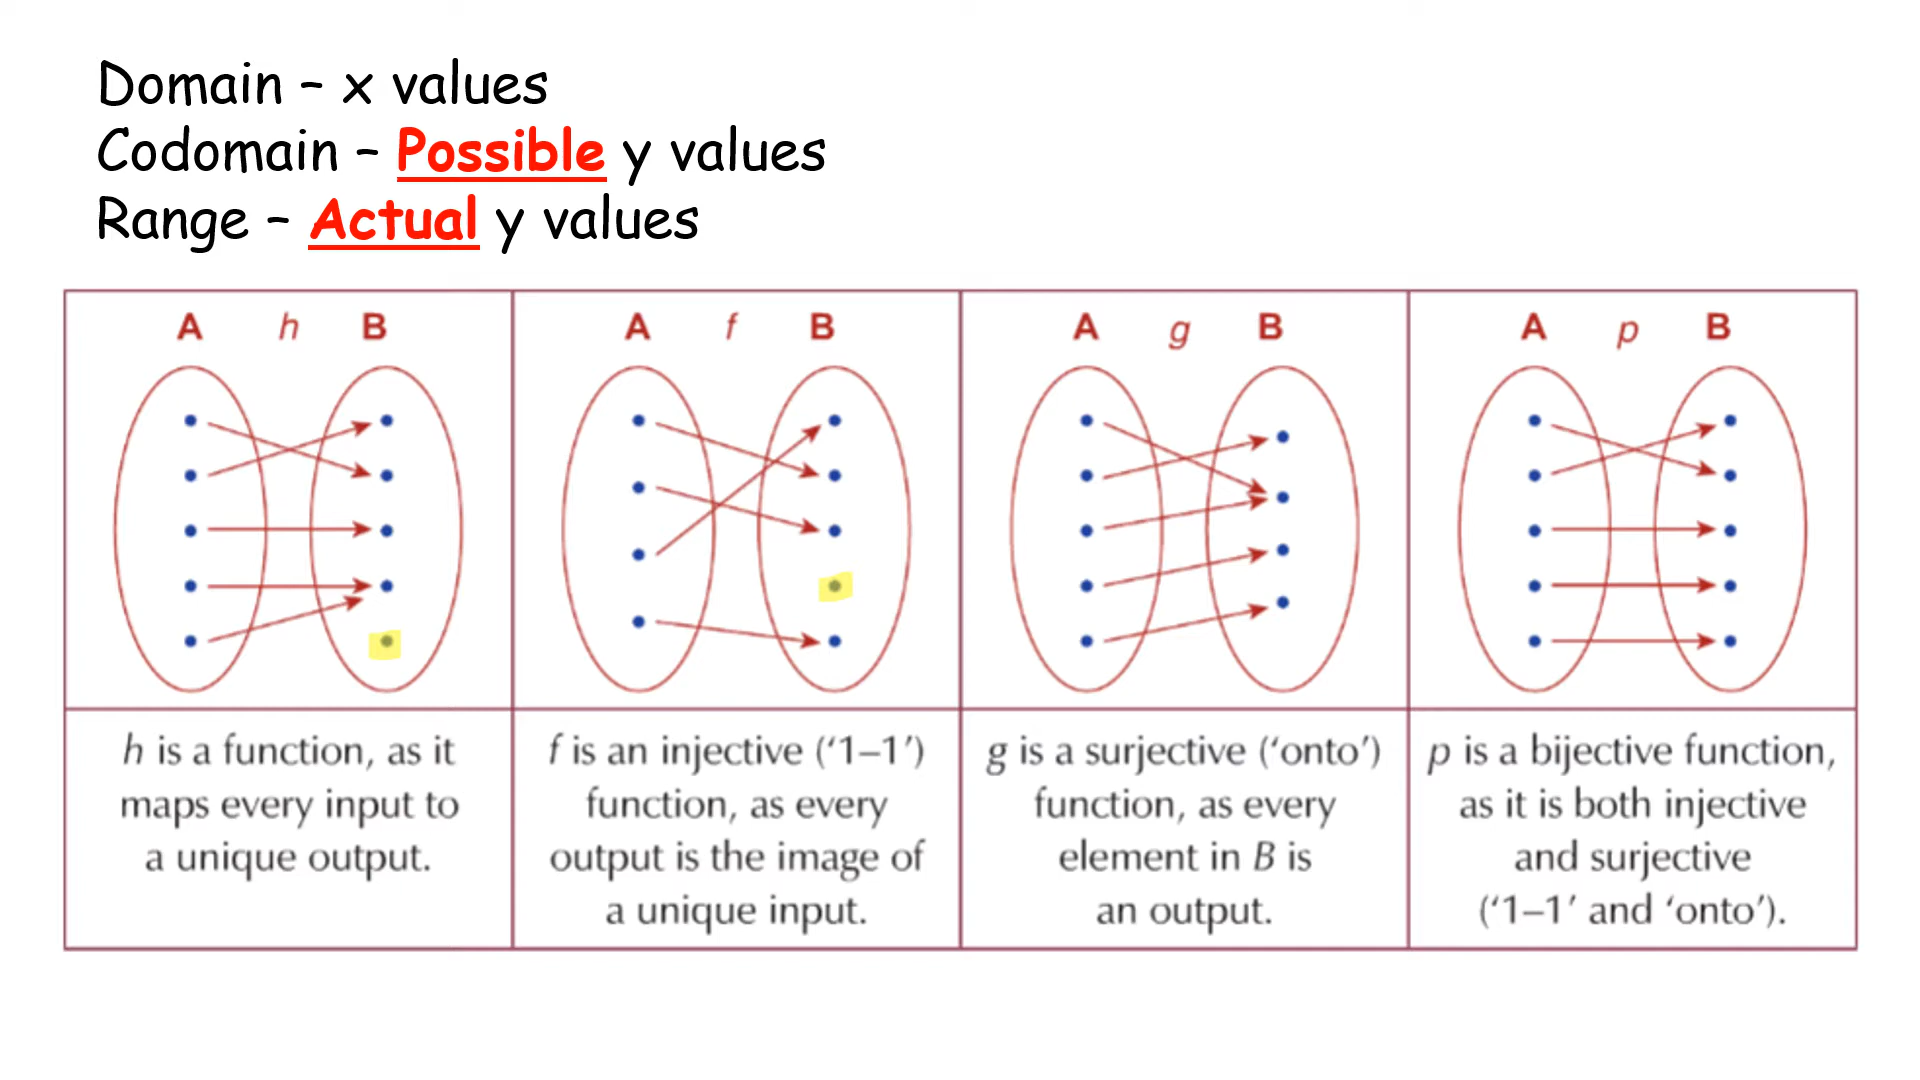 Domain – x values
Codomain – Possible y values
Range – Actual y values
A h B
A f B
A g B
A p B
h is a function, as it
maps every input to
a unique output.
f is an injective (‘1–1’)
function, as every
output is the image of
a unique input.
g is a surjective (‘onto’)
function, as every
element in B is
an output.
p is a bijective function,
as it is both injective
and surjective
(‘1–1’ and ‘onto’).